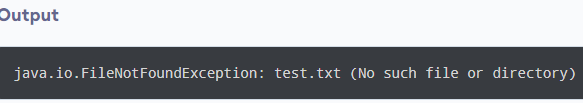 Output
java.io.FileNotFoundException: test.txt (No such file or directory)